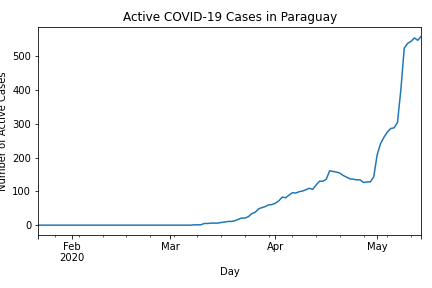 Active COVID-19 Cases in Paraguay
Number of Active Cases
500
400
300
200
100
0
Feb Mar Apr May
2020
Day